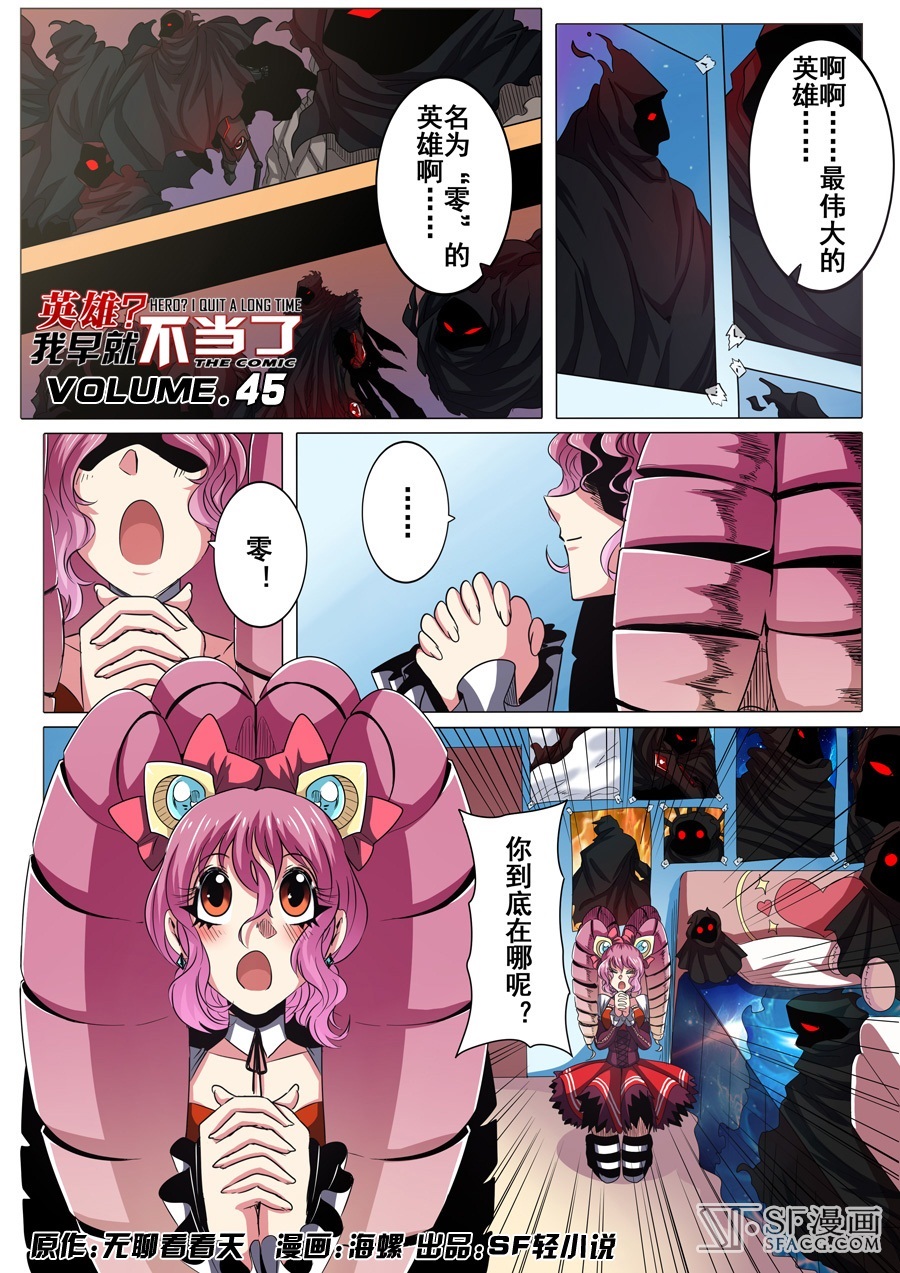 啊啊……最伟大的
英雄……
名为“零”的
英雄啊……
英雄?
HERO? I QUIT A LONG TIME
我早就不当了
THE COMIC
VOLUME. 45
……
零！
你到底在哪呢？
原作:无聊看看天 漫画:海螺 出品:SF轻小说
SF漫画
SFACG.COM